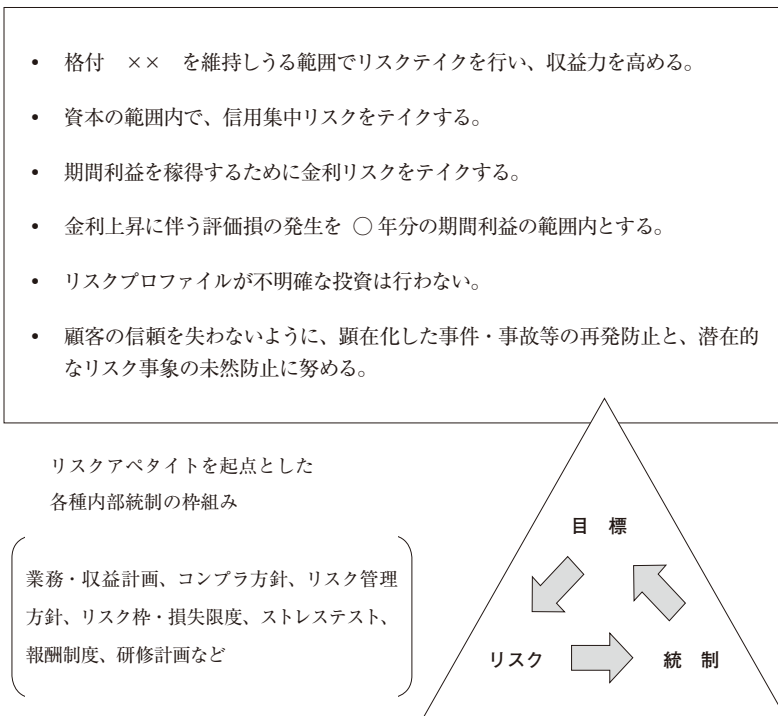 • 格付　××　を維持しうる範囲でリスクテイクを行い、収益力を高める。
• 資本の範囲内で、信用集中リスクをテイクする。
• 期間利益を稼得するために金利リスクをテイクする。
• 金利上昇に伴う評価損の発生を ○ 年分の期間利益の範囲内とする。
• リスクプロファイルが不明確な投資は行わない。
• 顧客の信頼を失わないように、顕在化した事件・事故等の再発防止と、潜在的
なリスク事象の未然防止に努める。
リスクアペタイトを起点とした
各種内部統制の枠組み
業務・収益計画、コンプラ方針、リスク管理
方針、リスク枠・損失限度、ストレステスト、
報酬制度、研修計画など
目　標
リスク
統　制